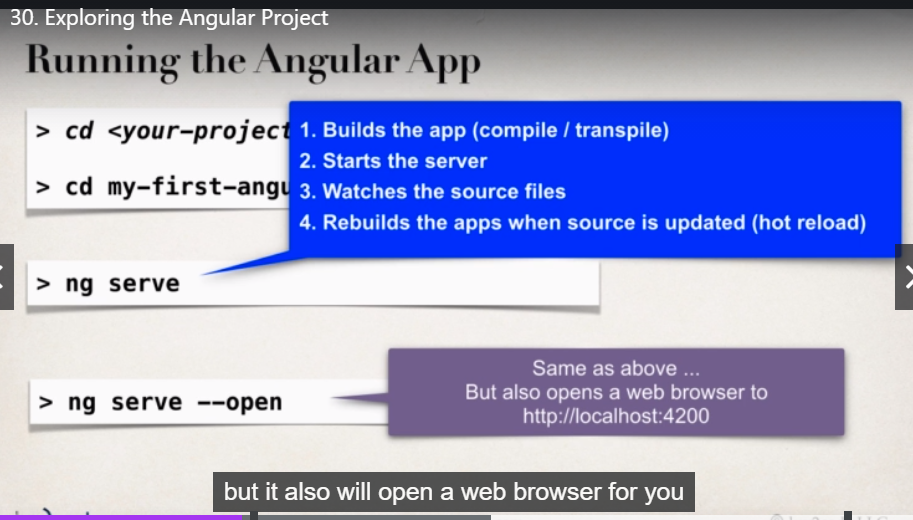 30. Exploring the Angular Project
Running the Angular App
> cd <your-project
> cd my-first-angu
1. Builds the app (compile / transpile)
2. Starts the server
3. Watches the source files
4. Rebuilds the apps when source is updated (hot reload)
> ng serve
> ng serve --open
Same as above ...
But also opens a web browser to
http://localhost:4200
but it also will open a web browser for you